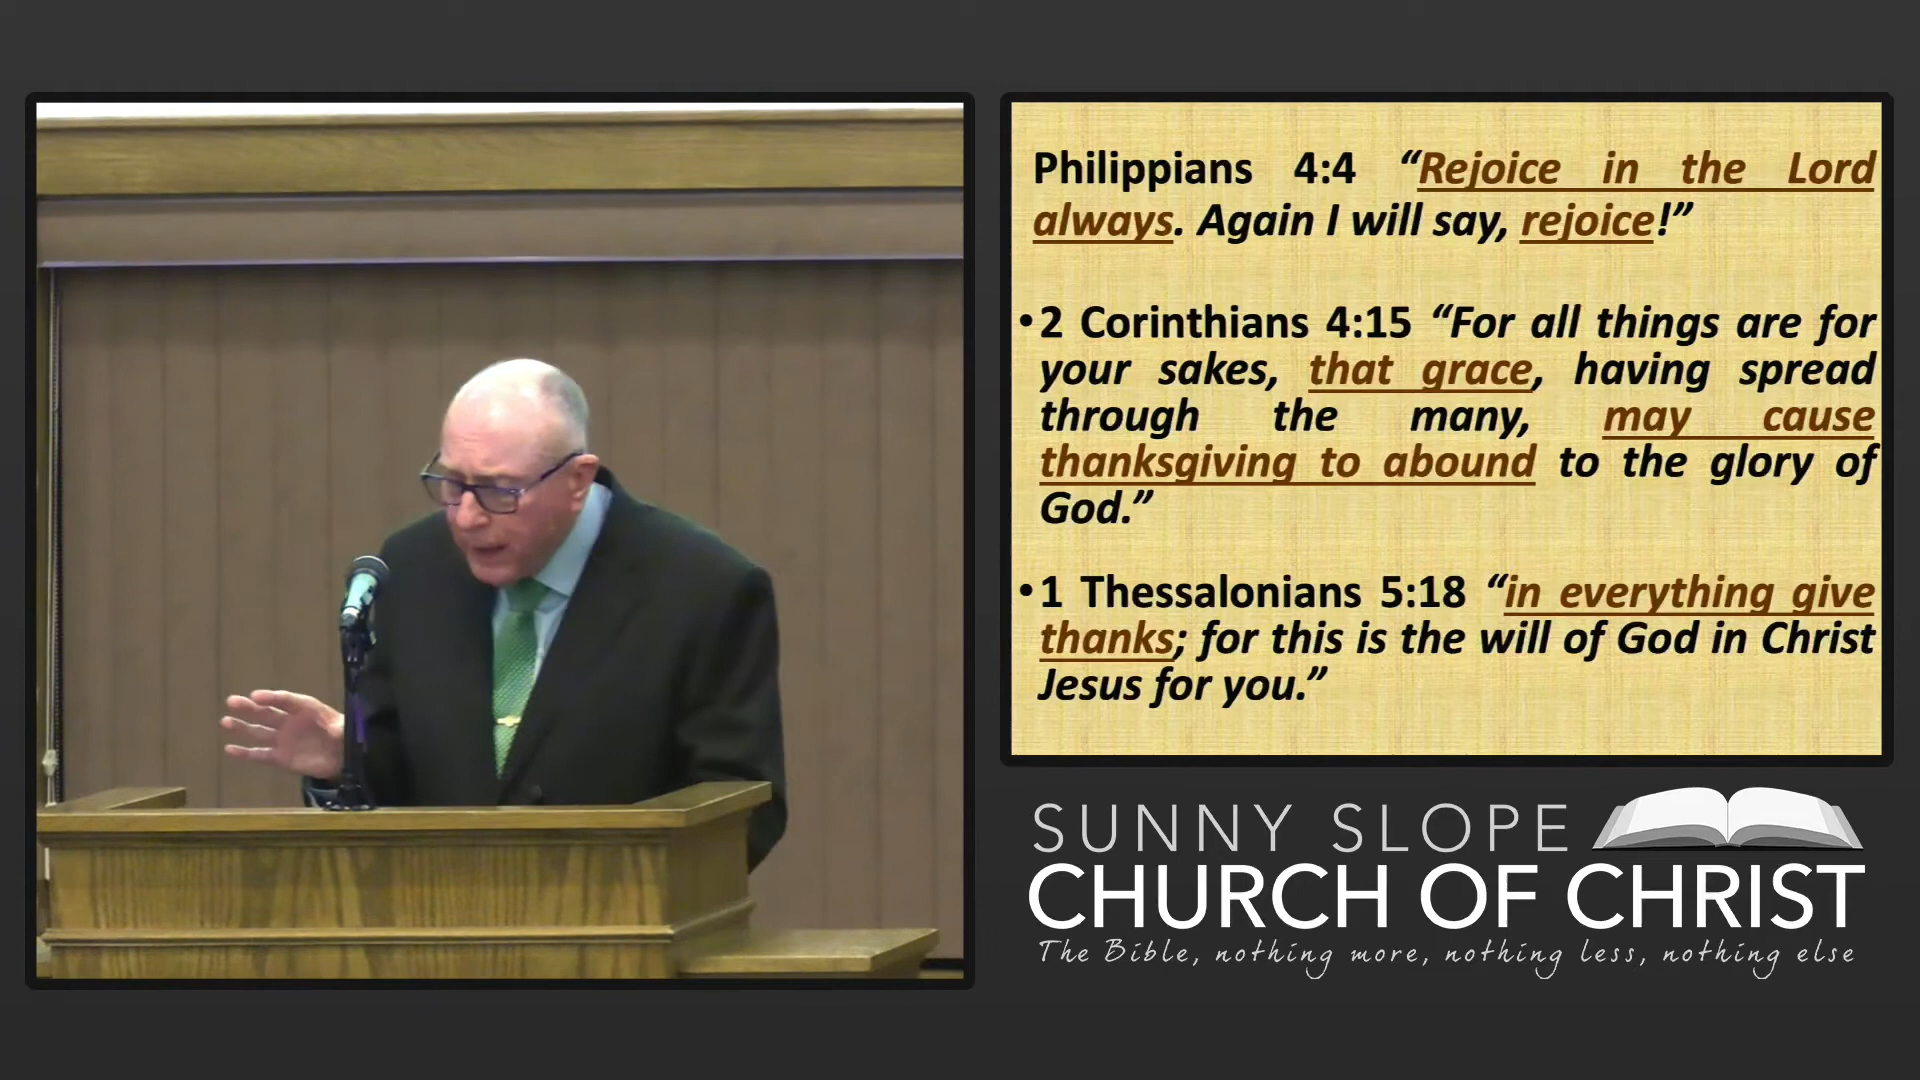 Philippians 4:4 “Rejoice in the Lord
always. Again I will say, rejoice!”
•2 Corinthians 4:15 “For all things are for
your sakes, that grace, having spread
through the many, may cause
thanksgiving to abound to the glory of
God.”
•1 Thessalonians 5:18 “in everything give
thanks; for this is the will of God in Christ
Jesus for you.”
SUNNY SLOPE
CHURCH OF CHRIST
The Bible, nothing more, nothing less, nothing else